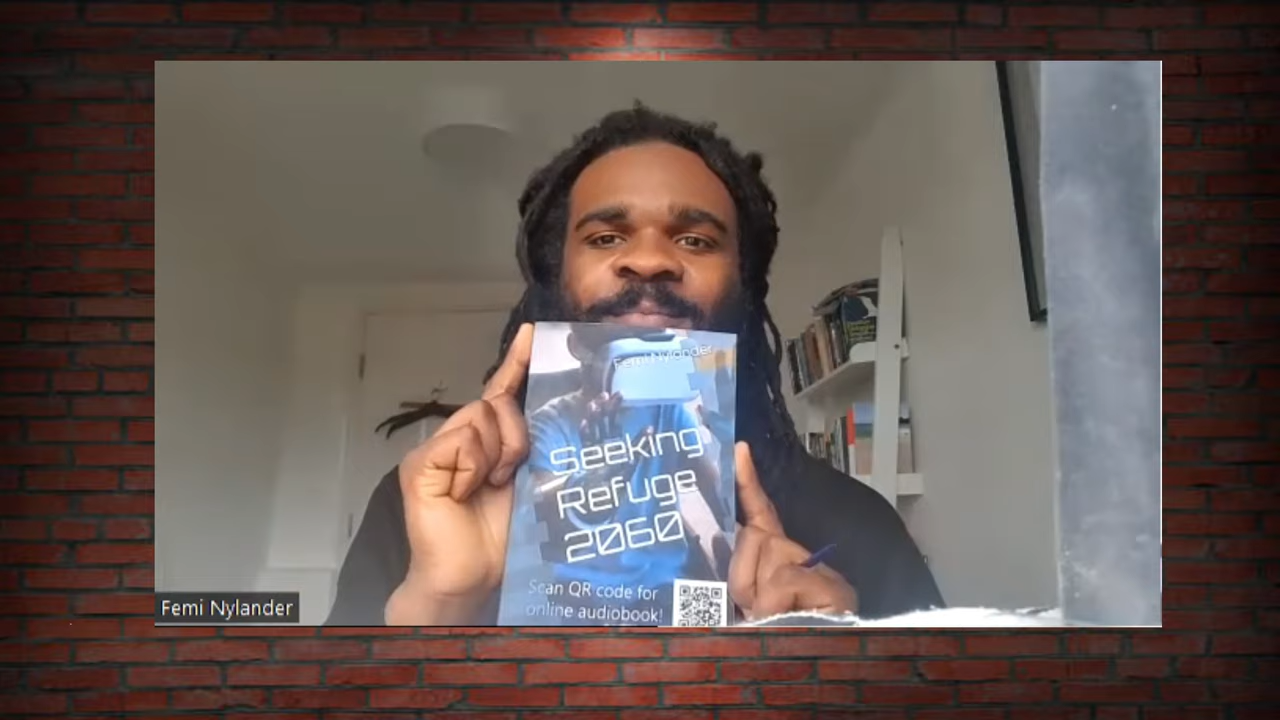 Femi Nylander
Seeking
Refuge
2060
Scan QR code for
online audiobook!
Femi Nylander